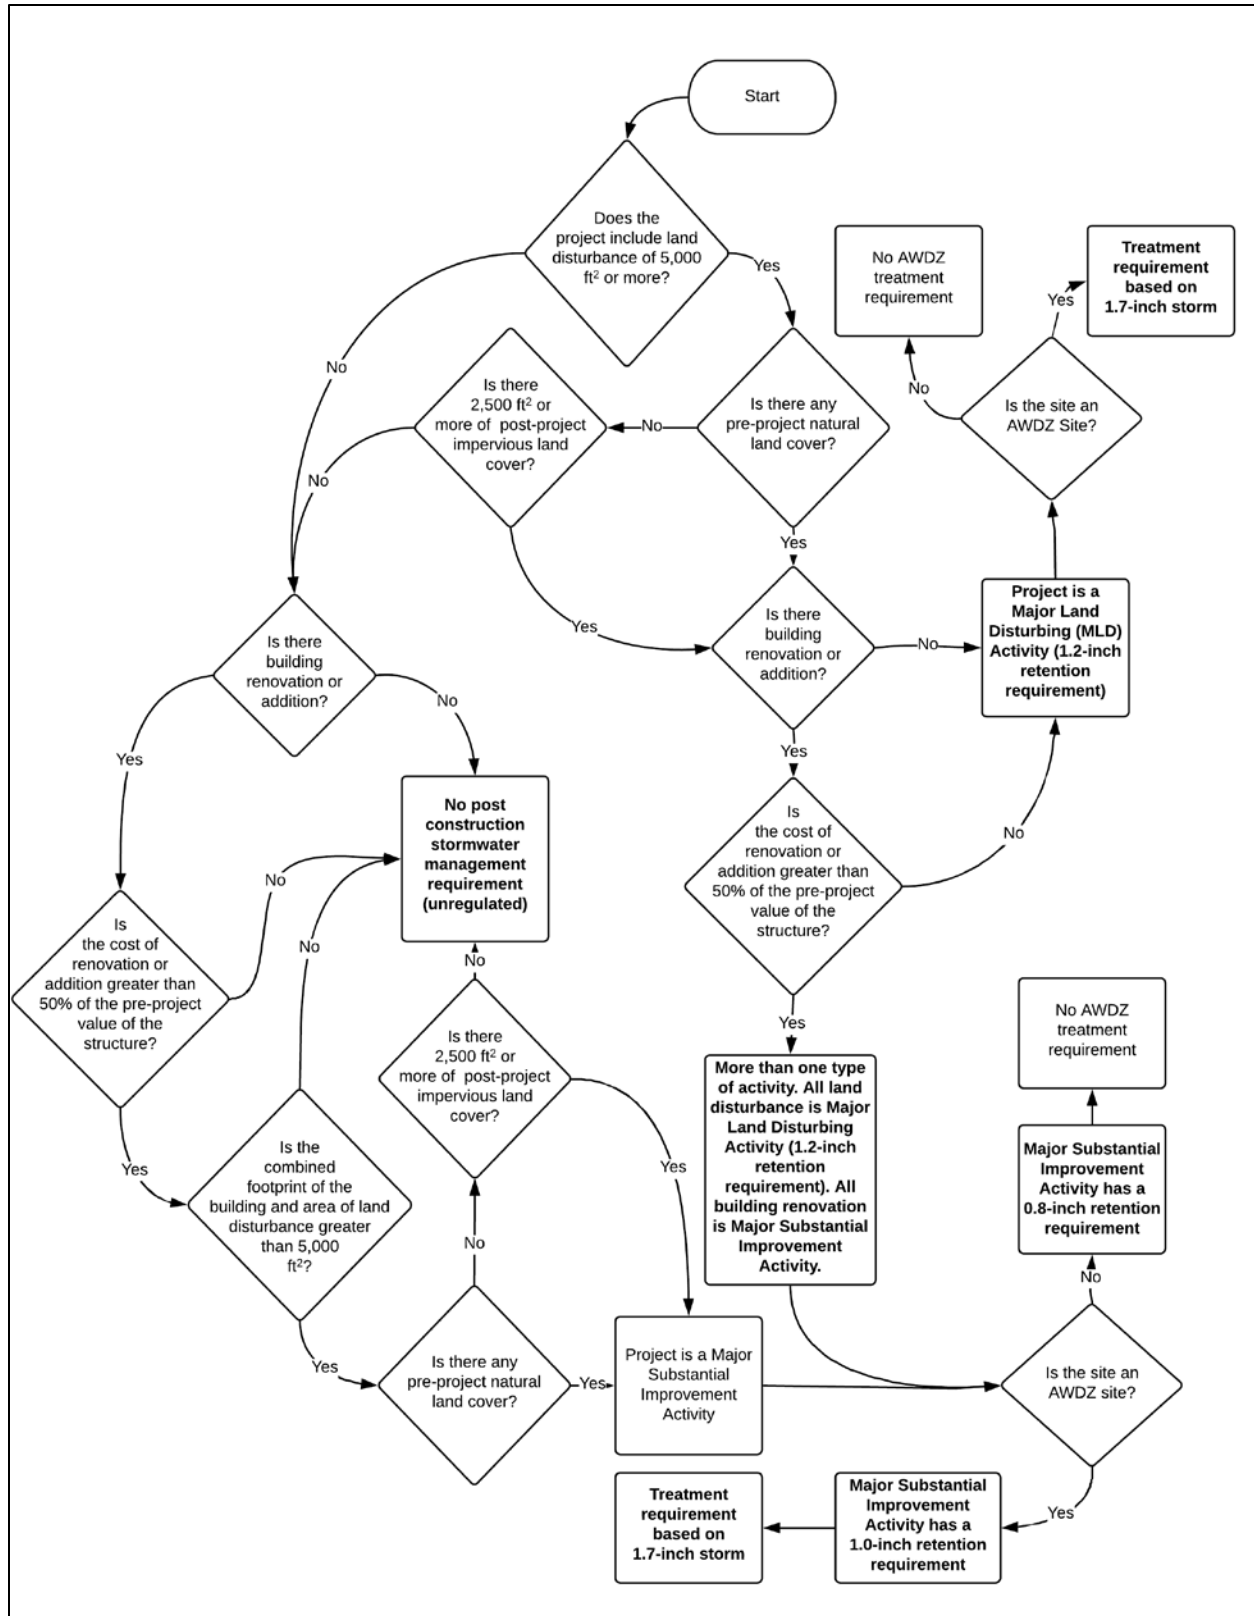 Start
Does the
project include land
disturbance of 5,000
ft² or more?
Yes
No
No AWDZ
treatment
requirement
Treatment
requirement
based on
1.7-inch storm
Yes
No
Is the site an
AWDZ Site?
Is there
2,500 ft² or
more of  post-project
impervious land
cover?
No
Is there any
pre-project natural
land cover?
No
Yes
Yes
Is there
building
renovation or
addition?
No
Project is a
Major Land
Disturbing (MLD)
Activity (1.2-inch
retention
requirement)
Is there
building
renovation or
addition?
No
Yes
Yes
No post
construction
stormwater
management
requirement
(unregulated)
Is
the cost of
renovation or
addition greater than
50% of the pre-project
value of the
structure?
No
Is
the cost of
renovation or
addition greater than
50% of the pre-project
value of the
structure?
No
No
No
Yes
Is there
2,500 ft² or
more of  post-project
impervious land
cover?
Yes
Yes
Is the
combined
footprint of the
building and area of land
disturbance greater
than 5,000
ft²?
No
Yes
More than one type
of activity. All land
disturbance is Major
Land Disturbing
Activity (1.2-inch
retention
requirement). All
building renovation
is Major Substantial
Improvement
Activity.
No AWDZ
treatment
requirement
Major Substantial
Improvement
Activity has a
0.8-inch retention
requirement
No
Is there any
pre-project natural
land cover?
Yes
Project is a Major
Substantial
Improvement
Activity
Is the site an
AWDZ site?
Yes
Major Substantial
Improvement
Activity has a
1.0-inch retention
requirement
Treatment
requirement
based on
1.7-inch storm